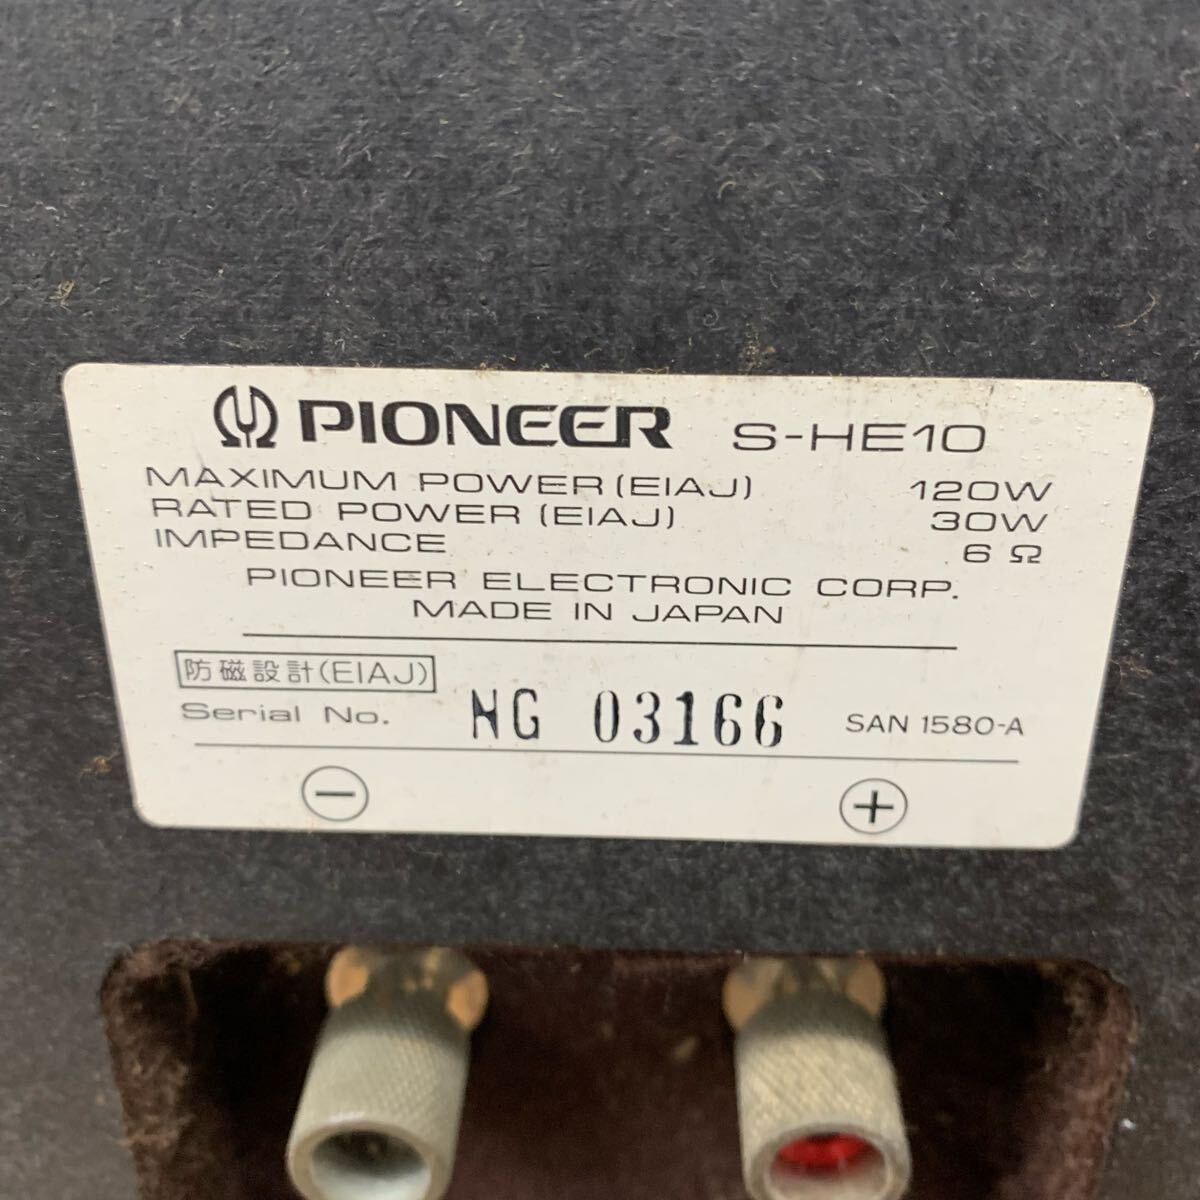 PIONEER S-HE10
MAXIMUM POWER (EIAJ) 120W
RATED POWER (EIAJ) 30W
IMPEDANCE 6 Ω
PIONEER ELECTRONIC CORP.
MADE IN JAPAN
防磁設計(EIAJ)
Serial No. NG 03166 SAN 1580-A
− +